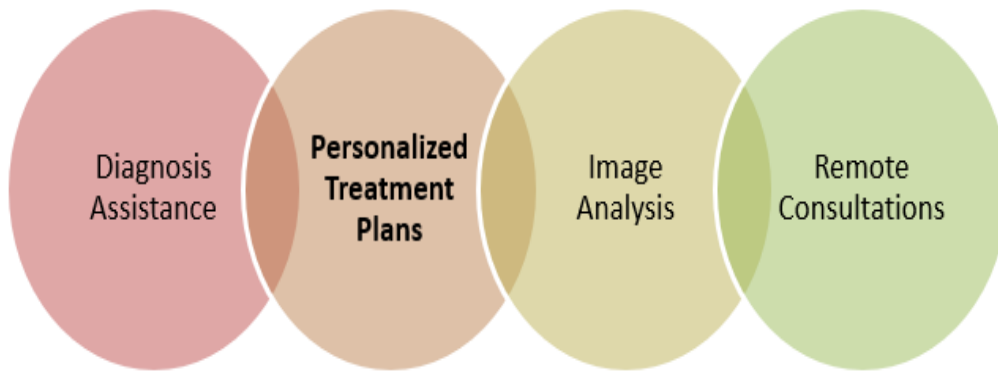 Diagnosis
Assistance
Personalized
Treatment
Plans
Image
Analysis
Remote
Consultations